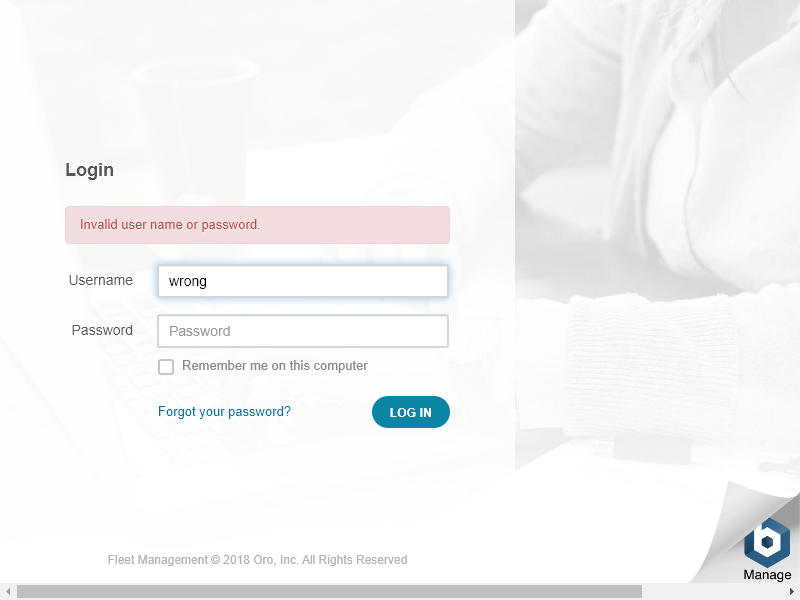 Login
Invalid user name or password.
Username
wrong
Password
Password
Remember me on this computer
Forgot your password?
LOG IN
Fleet Management © 2018 Oro, Inc. All Rights Reserved
Manage